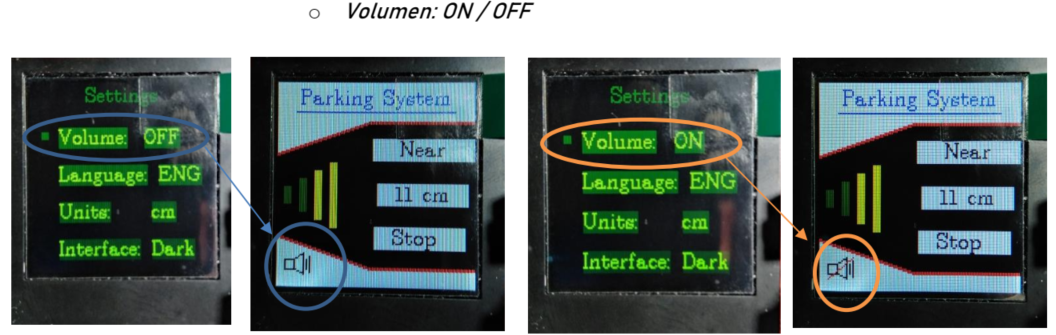 Volumen: ON / OFF
Settings
Volume: OFF
Language: ENG
Units: cm
Interface: Dark
Parking System
Near
11 cm
Stop
Settings
Volume: ON
Language: ENG
Units: cm
Interface: Dark
Parking System
Near
11 cm
Stop